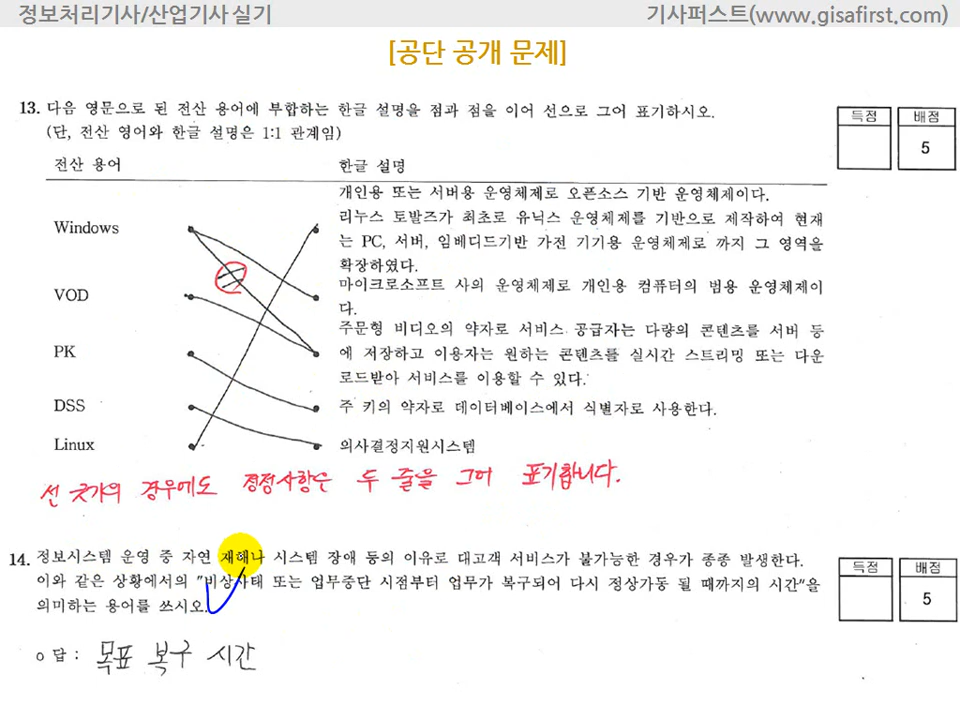 정보처리기사/산업기사 실기
기사퍼스트(www.gisafirst.com)
[공단 공개 문제]
13. 다음 영문으로 된 전산 용어에 부합하는 한글 설명을 점과 점을 이어 선으로 그어 표기하시오.
(단, 전산 영어와 한글 설명은 1:1 관계임)
득점 배점
5
전산 용어 한글 설명
개인용 또는 서버용 운영체제로 오픈소스 기반 운영체제이다.
Windows 리누스 토발즈가 최초로 유닉스 운영체제를 기반으로 제작하여 현재
는 PC, 서버, 임베디드기반 가전 기기용 운영체제로 까지 그 영역을
확장하였다.
VOD 마이크로소프트 사의 운영체제로 개인용 컴퓨터의 범용 운영체제이
다.
주문형 비디오의 약자로 서비스 공급자는 다량의 콘텐츠를 서버 등
PK 에 저장하고 이용자는 원하는 콘텐츠를 실시간 스트리밍 또는 다운
로드받아 서비스를 이용할 수 있다.
DSS 주 키의 약자로 데이터베이스에서 식별자로 사용한다.
Linux 의사결정지원시스템
선 긋기의 경우에도 정정사항은 두 줄을 그어 표기합니다.
14. 정보시스템 운영 중 자연 재해나 시스템 장애 등의 이유로 대고객 서비스가 불가능한 경우가 종종 발생한다.
이와 같은 상황에서의 "비상사태 또는 업무중단 시점부터 업무가 복구되어 다시 정상가동 될 때까지의 시간"을
의미하는 용어를 쓰시오.
득점 배점
5
o 답 : 목표 복구 시간